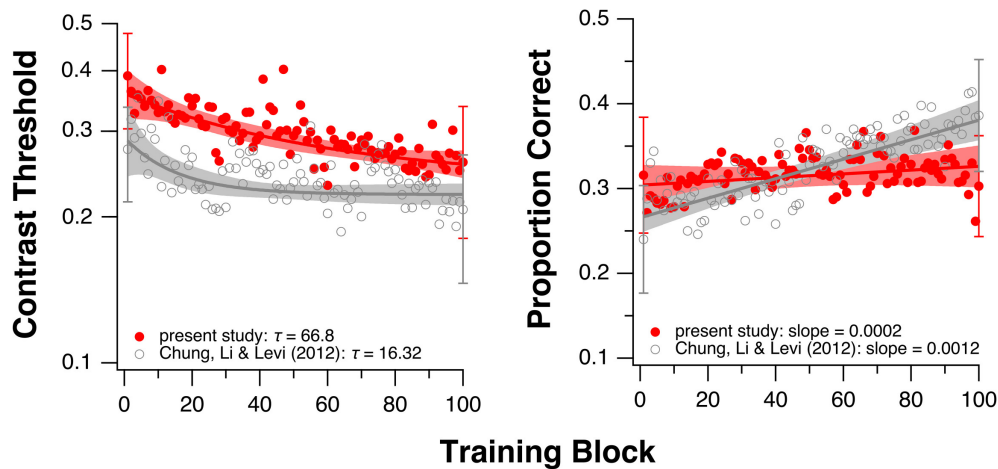 Contrast Threshold
0.5
0.4
0.3
0.2
0.1
present study: τ = 66.8
Chung, Li & Levi (2012): τ = 16.32
0 20 40 60 80 100
Proportion Correct
0.5
0.4
0.3
0.2
0.1
present study: slope = 0.0002
Chung, Li & Levi (2012): slope = 0.0012
0 20 40 60 80 100
Training Block